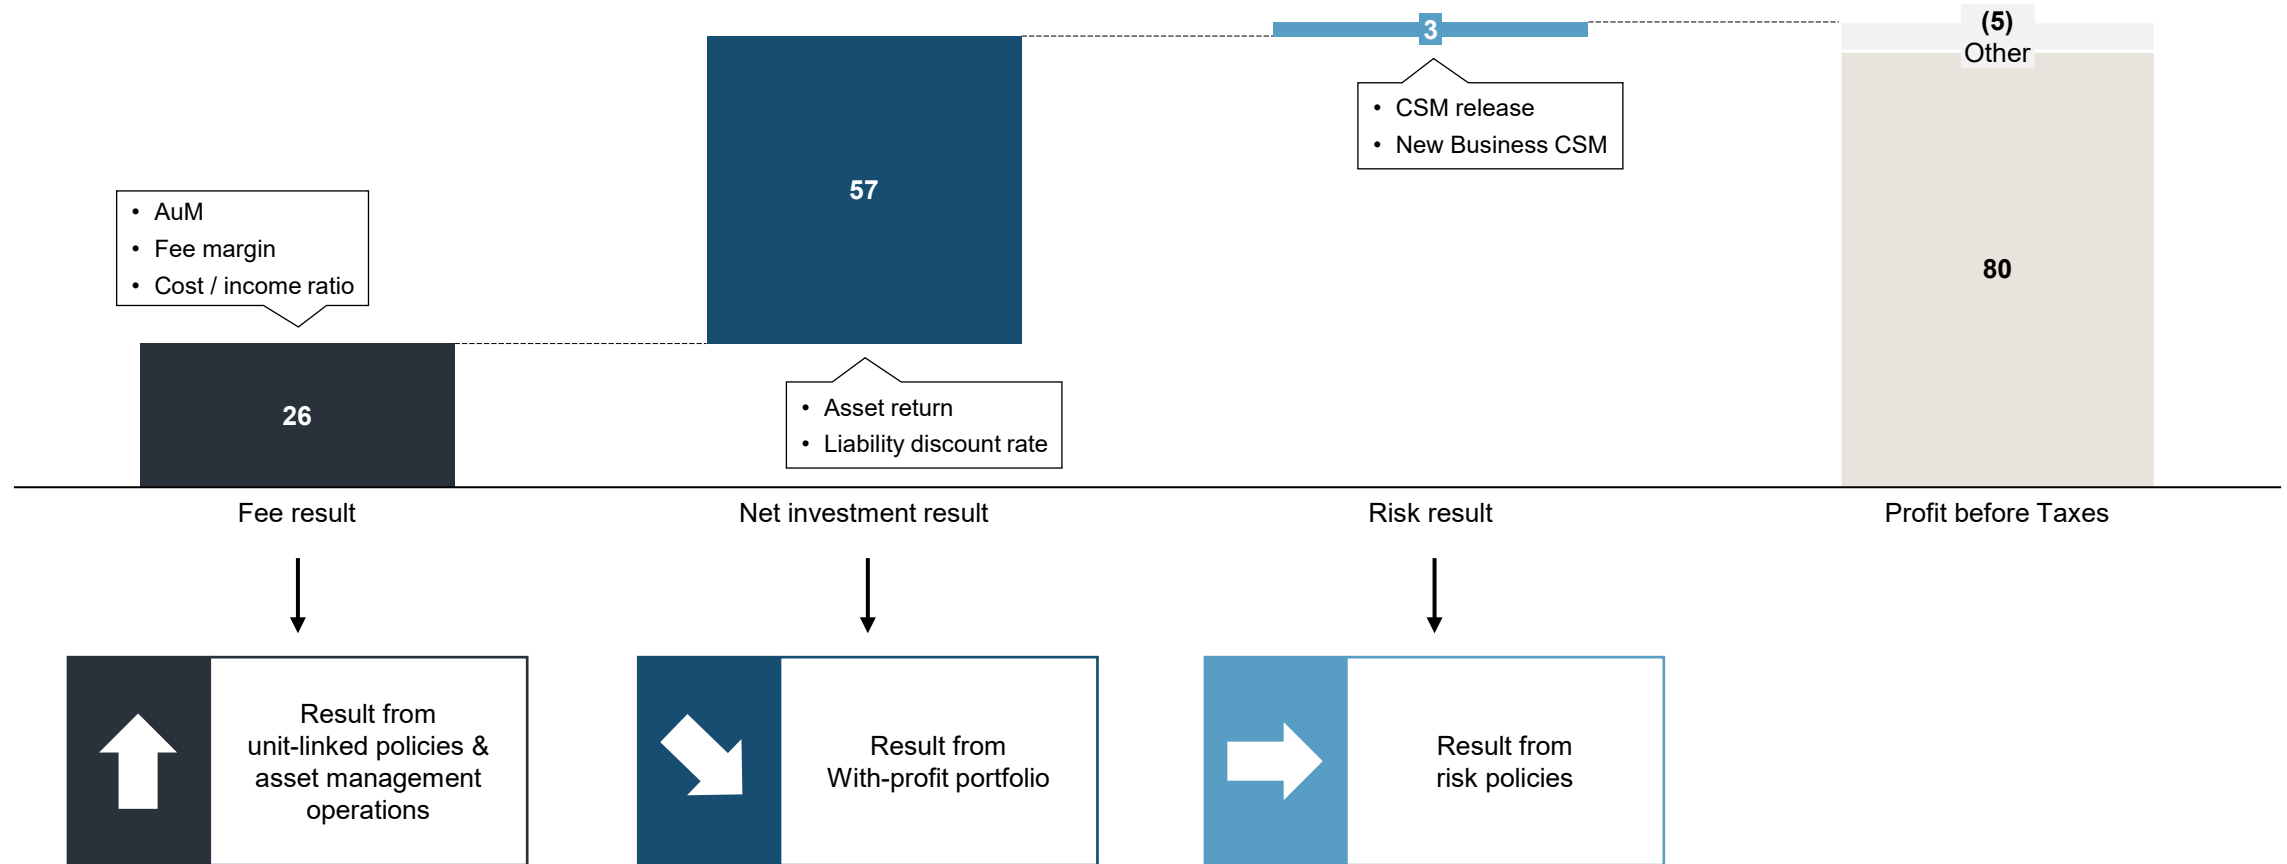 3
(5)
Other
• CSM release
• New Business CSM
57
• AuM
• Fee margin
• Cost / income ratio
80
26
• Asset return
• Liability discount rate
Fee result
Net investment result
Risk result
Profit before Taxes
Result from
unit-linked policies &
asset management
operations
Result from
With-profit portfolio
Result from
risk policies